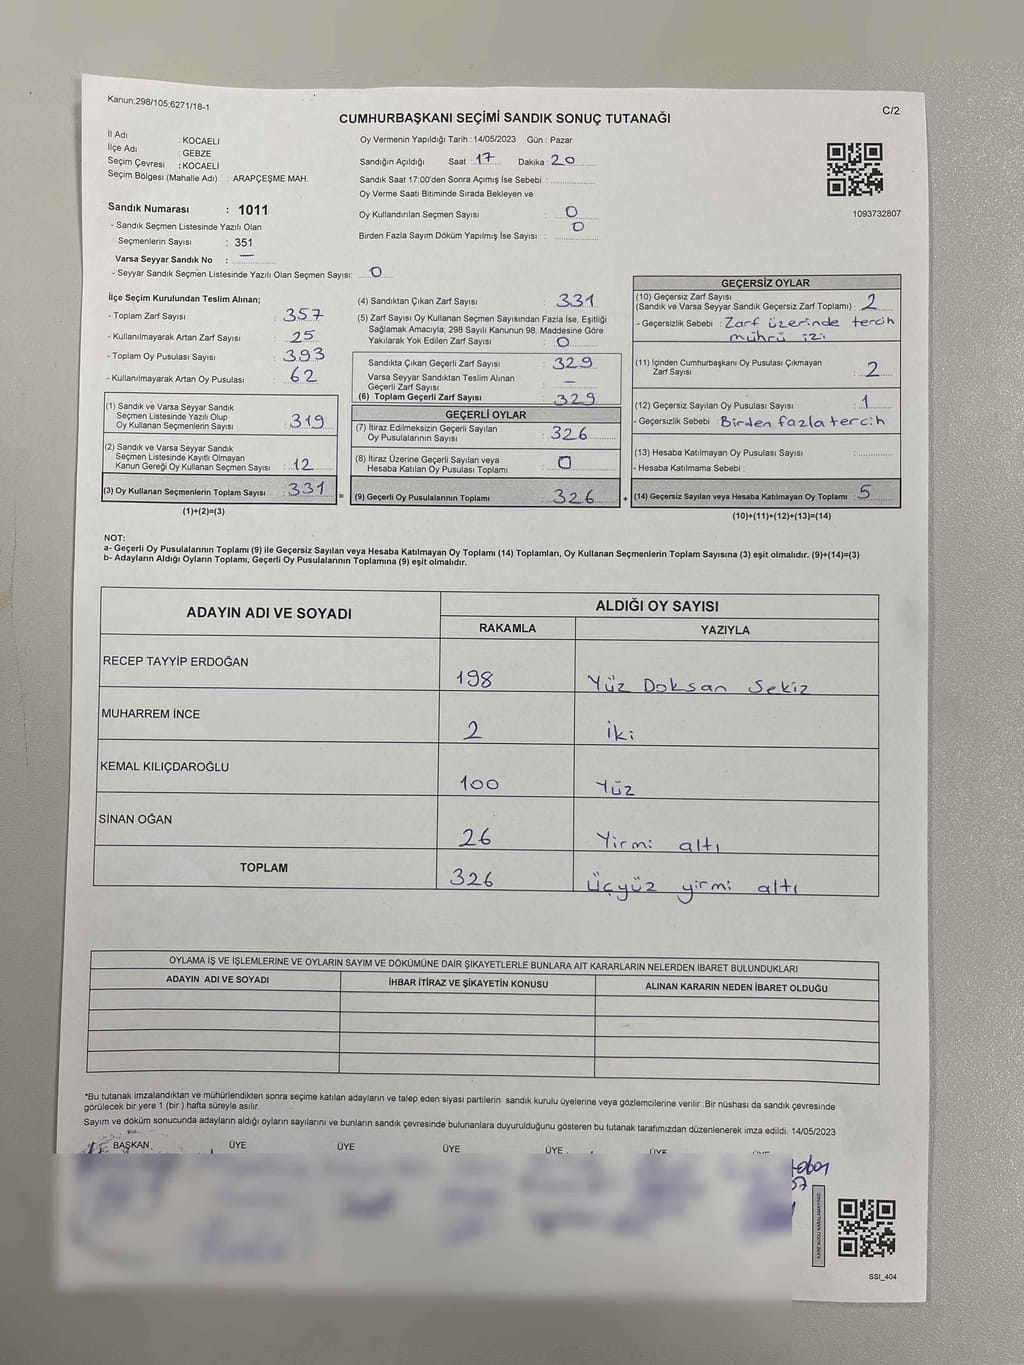 Kanun;298/105;6271/18-1
C/2
CUMHURBAŞKANI SEÇİMİ SANDIK SONUÇ TUTANAĞI
İl Adı : KOCAELİ
İlçe Adı : GEBZE
Seçim Çevresi : KOCAELİ
Seçim Bölgesi (Mahalle Adı) : ARAPÇEŞME MAH.
Sandık Numarası : 1011
- Sandık Seçmen Listesinde Yazılı Olan
Seçmenlerin Sayısı : 351
Varsa Seyyar Sandık No : —
- Seyyar Sandık Seçmen Listesinde Yazılı Olan Seçmen Sayısı: 0
Oy Vermenin Yapıldığı Tarih : 14/05/2023 Gün : Pazar
Sandığın Açıldığı Saat : 17 Dakika : 20
Sandık Saat 17:00'den Sonra Açımış İse Sebebi :
Oy Verme Saati Bitiminde Sırada Bekleyen ve
Oy Kullandırılan Seçmen Sayısı : 0
Birden Fazla Sayım Döküm Yapılmış İse Sayısı : 0
1093732807
İlçe Seçim Kurulundan Teslim Alınan;
- Toplam Zarf Sayısı : 357
- Kullanılmayarak Artan Zarf Sayısı : 25
- Toplam Oy Pusulası Sayısı : 393
- Kullanılmayarak Artan Oy Pusulası : 62
(1) Sandık ve Varsa Seyyar Sandık
Seçmen Listesinde Yazılı Olup
Oy Kullanan Seçmenlerin Sayısı : 319
(2) Sandık ve Varsa Seyyar Sandık
Seçmen Listesinde Kayıtlı Olmayan
Kanun Gereği Oy Kullanan Seçmen Sayısı : 12
(3) Oy Kullanan Seçmenlerin Toplam Sayısı : 331
(1)+(2)=(3)
(4) Sandıktan Çıkan Zarf Sayısı : 331
(5) Zarf Sayısı Oy Kullanan Seçmen Sayısından Fazla İse, Eşitliği
Sağlamak Amacıyla; 298 Sayılı Kanunun 98. Maddesine Göre
Yakılarak Yok Edilen Zarf Sayısı : 0
Sandıkta Çıkan Geçerli Zarf Sayısı : 329
Varsa Seyyar Sandıktan Teslim Alınan
Geçerli Zarf Sayısı : —
(6) Toplam Geçerli Zarf Sayısı : 329
GEÇERLİ OYLAR
(7) İtiraz Edilmeksizin Geçerli Sayılan
Oy Pusulalarının Sayısı : 326
(8) İtiraz Üzerine Geçerli Sayılan veya
Hesaba Katılan Oy Pusulası Toplamı : 0
= (9) Geçerli Oy Pusulalarının Toplamı : 326 +
GEÇERSİZ OYLAR
(10) Geçersiz Zarf Sayısı
(Sandık ve Varsa Seyyar Sandık Geçersiz Zarf Toplamı) : 2
- Geçersizlik Sebebi : Zarf üzerinde tercih
mührü izi
(11) İçinden Cumhurbaşkanı Oy Pusulası Çıkmayan
Zarf Sayısı : 2
(12) Geçersiz Sayılan Oy Pusulası Sayısı : 1
- Geçersizlik Sebebi : Birden fazla tercih
(13) Hesaba Katılmayan Oy Pusulası Sayısı :
- Hesaba Katılmama Sebebi :
(14) Geçersiz Sayılan veya Hesaba Katılmayan Oy Toplamı : 5
(10)+(11)+(12)+(13)=(14)
NOT:
a- Geçerli Oy Pusulalarının Toplamı (9) ile Geçersiz Sayılan veya Hesaba Katılmayan Oy Toplamı (14) Toplamları, Oy Kullanan Seçmenlerin Toplam Sayısına (3) eşit olmalıdır. (9)+(14)=(3)
b- Adayların Aldığı Oyların Toplamı, Geçerli Oy Pusulalarının Toplamına (9) eşit olmalıdır.
ADAYIN ADI VE SOYADI
ALDIĞI OY SAYISI
RAKAMLA YAZIYLA
RECEP TAYYİP ERDOĞAN 198 Yüz Doksan Sekiz
MUHARREM İNCE 2 iki
KEMAL KILIÇDAROĞLU 100 Yüz
SİNAN OĞAN 26 Yirmi altı
TOPLAM 326 üçyüz yirmi altı
OYLAMA İŞ VE İŞLEMLERİNE VE OYLARIN SAYIM VE DÖKÜMÜNE DAİR ŞİKAYETLERLE BUNLARA AİT KARARLARIN NELERDEN İBARET BULUNDUKLARI
ADAYIN ADI VE SOYADI İHBAR İTİRAZ VE ŞİKAYETİN KONUSU ALINAN KARARIN NEDEN İBARET OLDUĞU
*Bu tutanak imzalandıktan ve mühürlendikten sonra seçime katılan adayların ve talep eden siyasi partilerin sandık kurulu üyelerine veya gözlemcilerine verilir .Bir nüshası da sandık çevresinde
görülecek bir yere 1 (bir ) hafta süreyle asılır.
Sayım ve döküm sonucunda adayların aldığı oyların sayılarını ve bunların sandık çevresinde bulunanlara duyurulduğunu gösteren bu tutanak tarafımızdan düzenlenerek imza edildi. 14/05/2023
BAŞKAN ÜYE ÜYE ÜYE ÜYE
KARE KODU KARALAMAYINIZ!
SSI_404